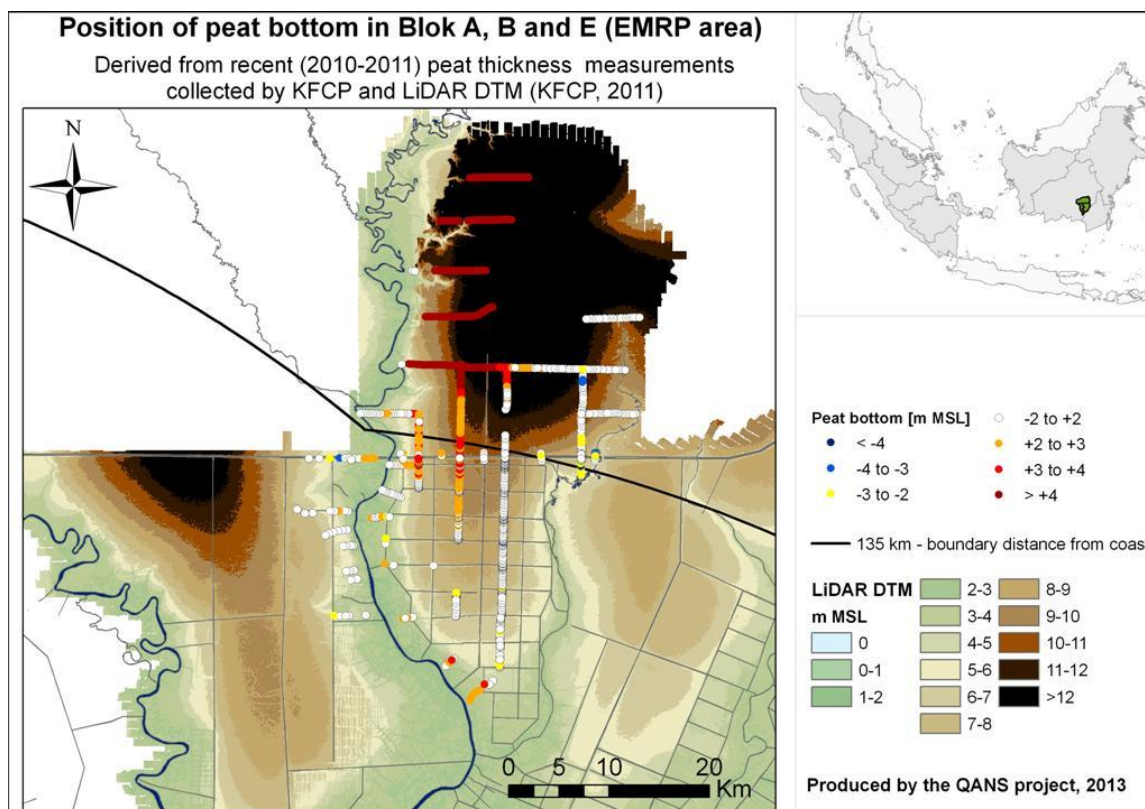 Position of peat bottom in Blok A, B and E (EMRP area)
Derived from recent (2010-2011) peat thickness measurements
collected by KFCP and LiDAR DTM (KFCP, 2011)
N
Peat bottom [m MSL]
< -4
-4 to -3
-3 to -2
-2 to +2
+2 to +3
+3 to +4
> +4
135 km - boundary distance from coas
LiDAR DTM
m MSL
0
0-1
1-2
2-3
3-4
4-5
5-6
6-7
7-8
8-9
9-10
10-11
11-12
>12
0 5 10 20
Km
Produced by the QANS project, 2013